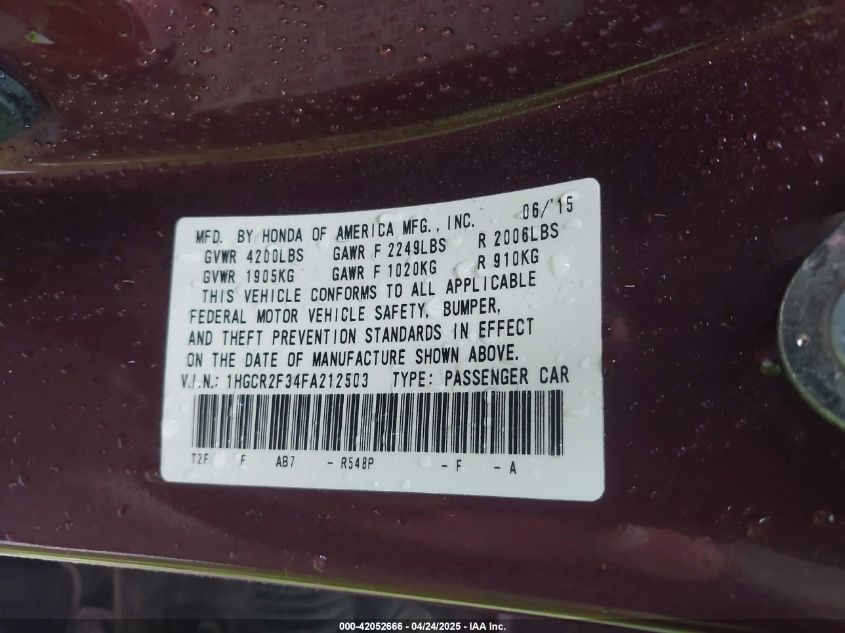 MFD. BY HONDA OF AMERICA MFG., INC. 06/'15
GVWR 4200LBS GAWR F 2249LBS R 2006LBS
GVWR 1905KG GAWR F 1020KG R 910KG
THIS VEHICLE CONFORMS TO ALL APPLICABLE
FEDERAL MOTOR VEHICLE SAFETY, BUMPER,
AND THEFT PREVENTION STANDARDS IN EFFECT
ON THE DATE OF MANUFACTURE SHOWN ABOVE.
V.I.N.: 1HGCR2F34FA212503 TYPE: PASSENGER CAR
T2F F AB7 - R548P - F - A
000-42052666 - 04/24/2025 - IAA Inc.